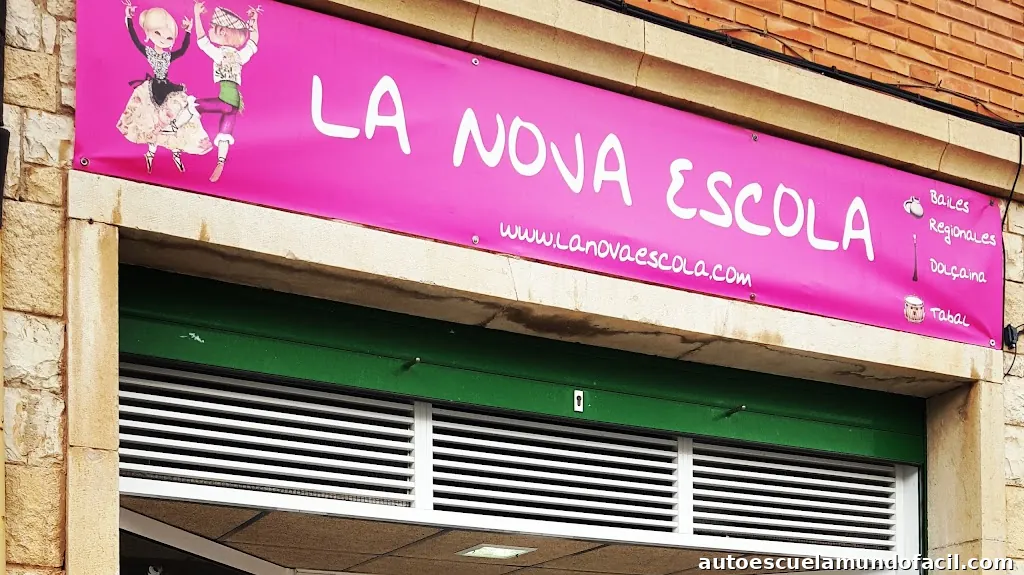 LA NOVA ESCOLA
www.lanovaescola.com
Bailes
Regionales
Dolçaina
Tabal
autoescuelamundofacil.com